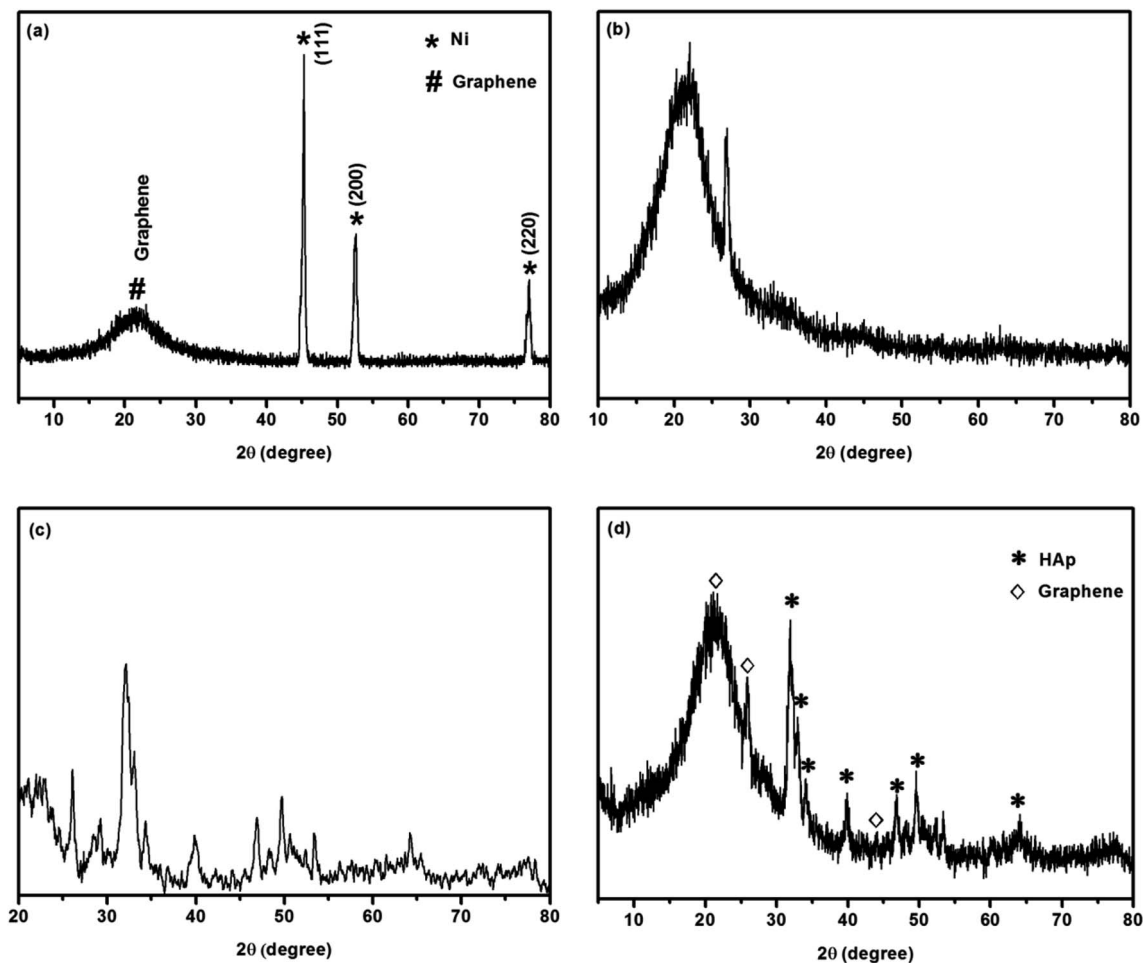 (a)
* Ni
# Graphene
* (111)
* (200)
* (220)
# Graphene
10 20 30 40 50 60 70 80
2θ (degree)
(b)
10 20 30 40 50 60 70 80
2θ (degree)
(c)
20 30 40 50 60 70 80
2θ (degree)
(d)
* HAp
◇ Graphene
10 20 30 40 50 60 70 80
2θ (degree)